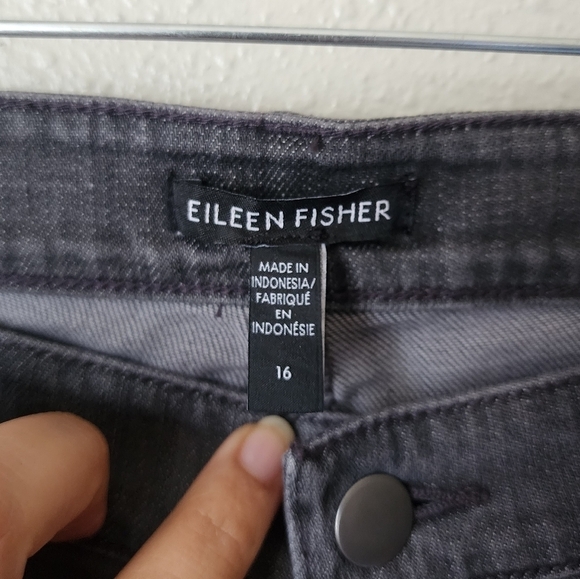 EILEEN FISHER
MADE IN
INDONESIA/
FABRIQUÉ
EN
INDONÉSIE
16